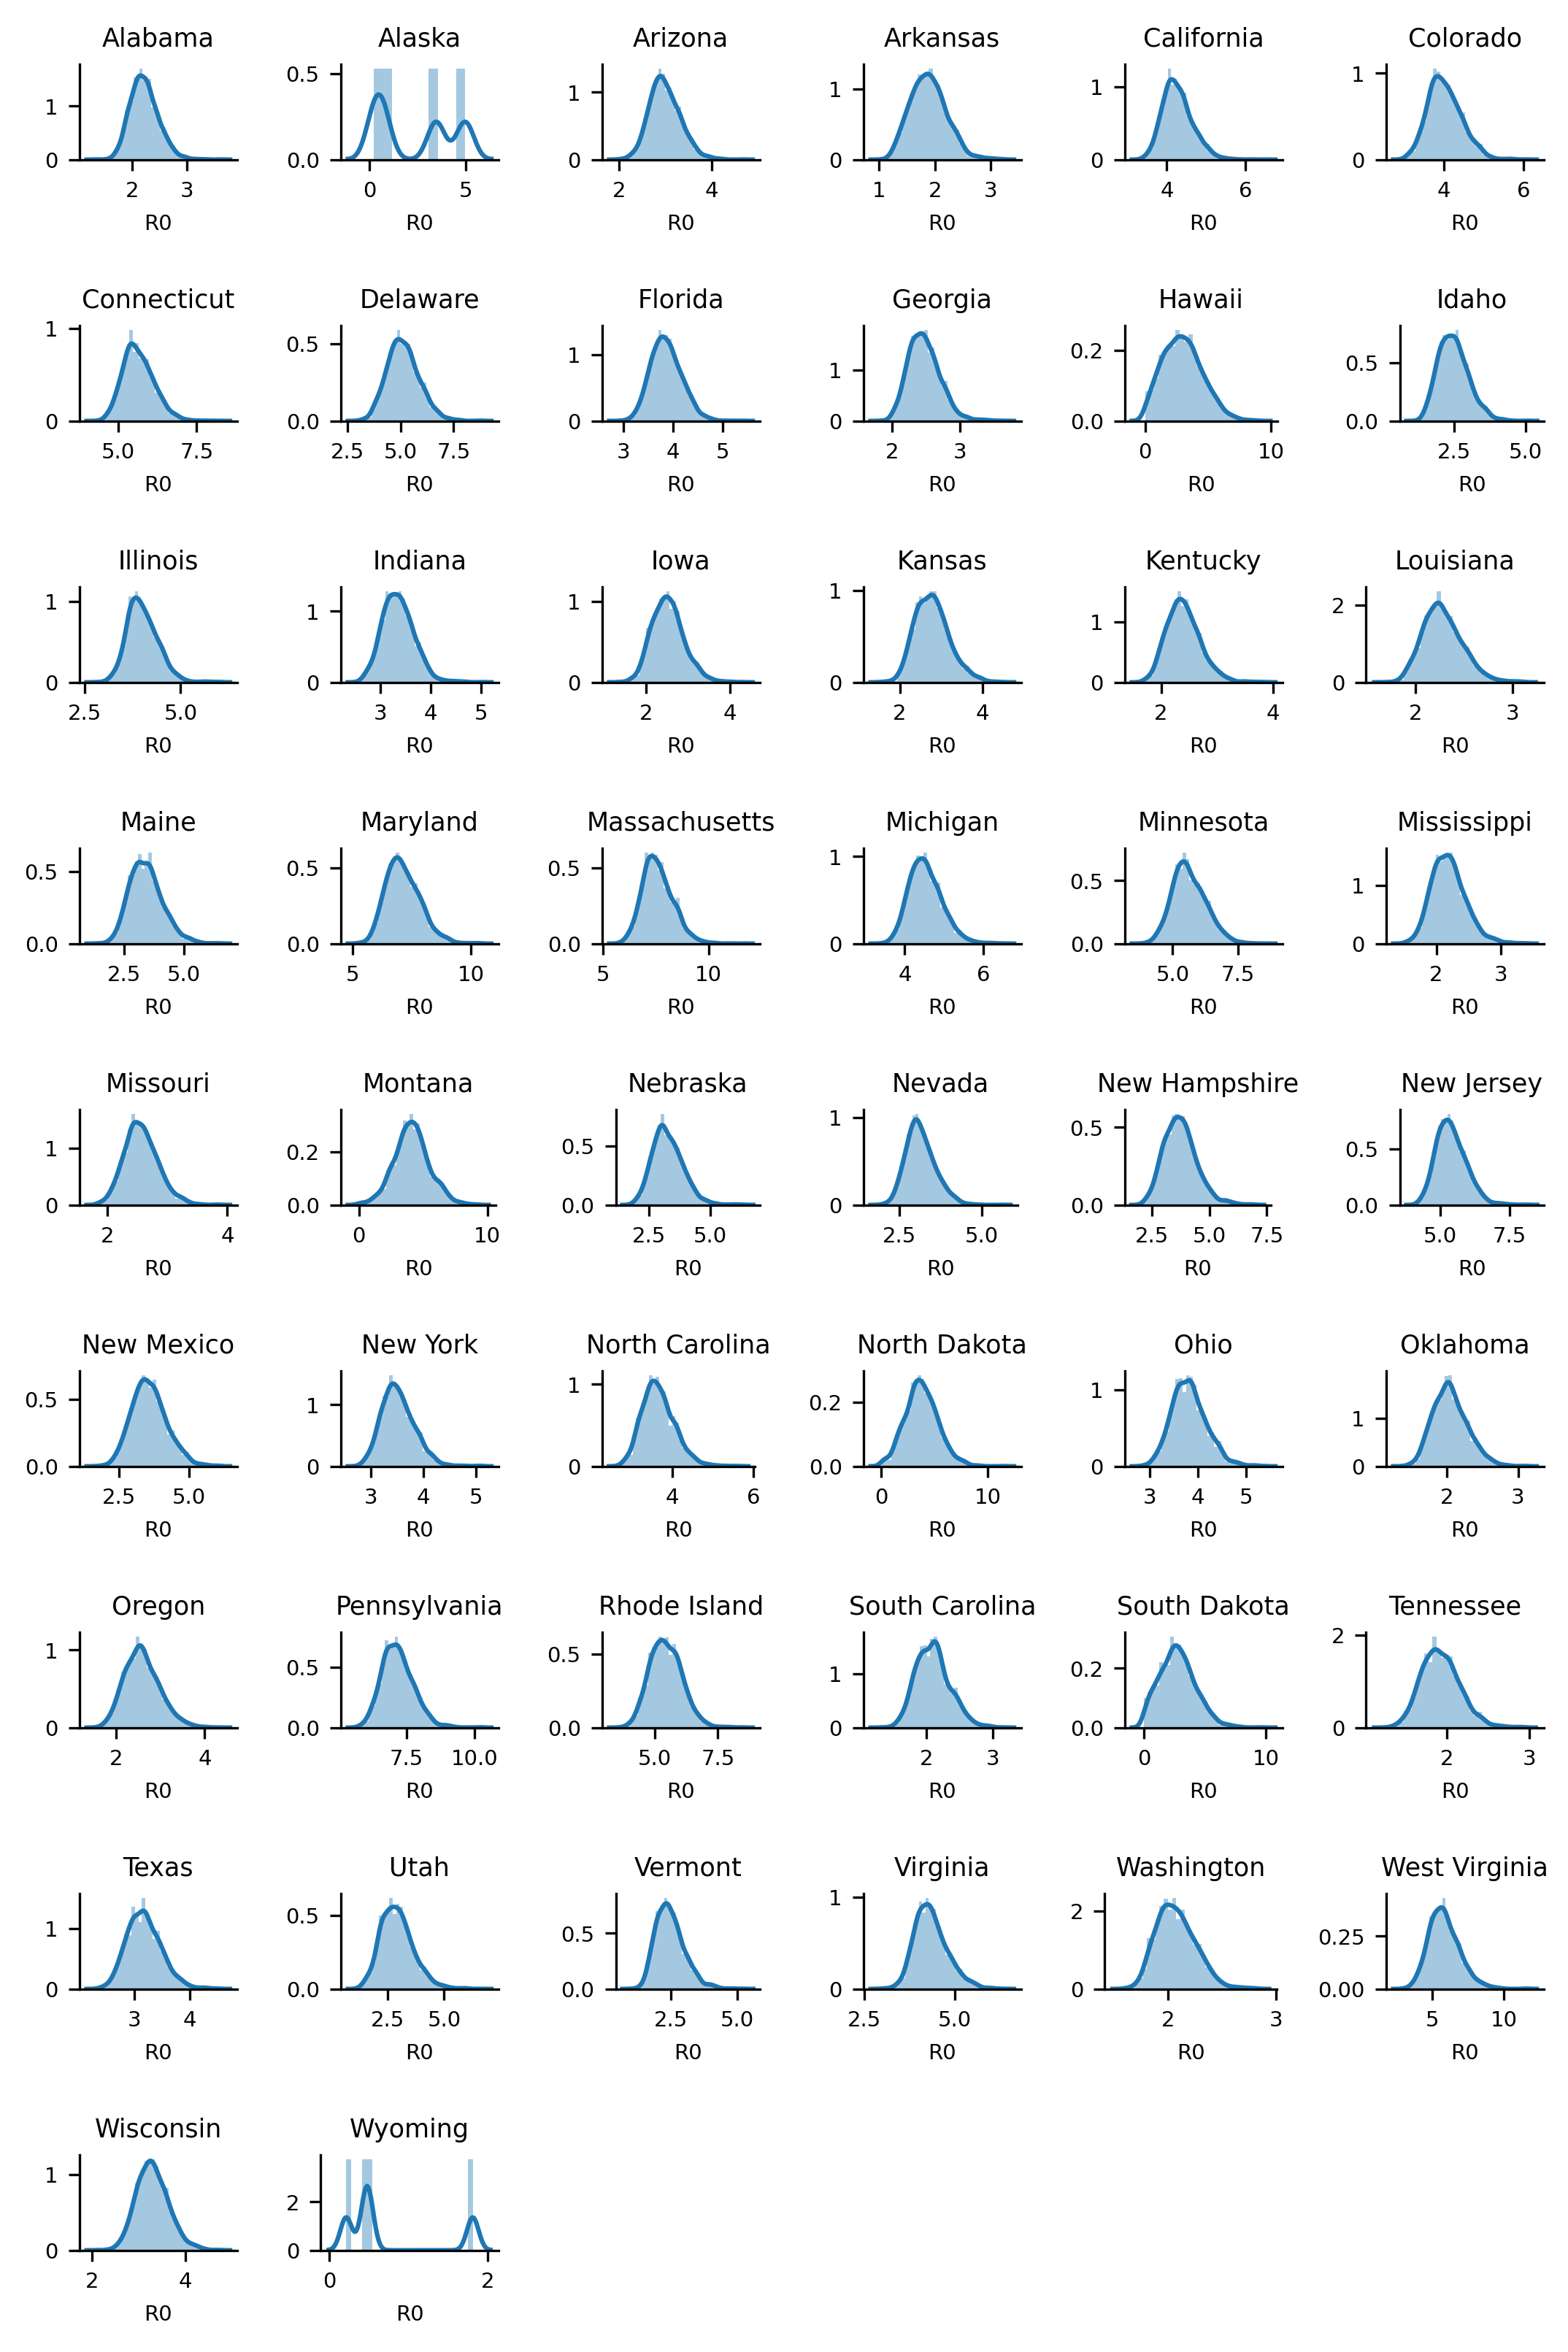 Alabama Alaska Arizona Arkansas California Colorado
1 0.5 1 1 1 1
0 0.0 0 0 0 0
2 3 0 5 2 4 1 2 3 4 6 4 6
R0 R0 R0 R0 R0 R0
Connecticut Delaware Florida Georgia Hawaii Idaho
1 0.5 1 1 0.2 0.5
0 0.0 0 0 0.0 0.0
5.0 7.5 2.5 5.0 7.5 3 4 5 2 3 0 10 2.5 5.0
R0 R0 R0 R0 R0 R0
Illinois Indiana Iowa Kansas Kentucky Louisiana
1 1 1 1 1 2
0 0 0 0 0 0
2.5 5.0 3 4 5 2 4 2 4 2 4 2 3
R0 R0 R0 R0 R0 R0
Maine Maryland Massachusetts Michigan Minnesota Mississippi
0.5 0.5 0.5 1 0.5 1
0.0 0.0 0.0 0 0.0 0
2.5 5.0 5 10 5 10 4 6 5.0 7.5 2 3
R0 R0 R0 R0 R0 R0
Missouri Montana Nebraska Nevada New Hampshire New Jersey
1 0.2 0.5 1 0.5 0.5
0 0.0 0.0 0 0.0 0.0
2 4 0 10 2.5 5.0 2.5 5.0 2.5 5.0 7.5 5.0 7.5
R0 R0 R0 R0 R0 R0
New Mexico New York North Carolina North Dakota Ohio Oklahoma
0.5 1 1 0.2 1 1
0.0 0 0 0.0 0 0
2.5 5.0 3 4 5 4 6 0 10 3 4 5 2 3
R0 R0 R0 R0 R0 R0
Oregon Pennsylvania Rhode Island South Carolina South Dakota Tennessee
1 0.5 0.5 1 0.2 2
0 0.0 0.0 0 0.0 0
2 4 7.5 10.0 5.0 7.5 2 3 0 10 2 3
R0 R0 R0 R0 R0 R0
Texas Utah Vermont Virginia Washington West Virginia
1 0.5 0.5 1 2 0.25
0 0.0 0.0 0 0 0.00
3 4 2.5 5.0 2.5 5.0 2.5 5.0 2 3 5 10
R0 R0 R0 R0 R0 R0
Wisconsin Wyoming
1 2
0 0
2 4 0 2
R0 R0